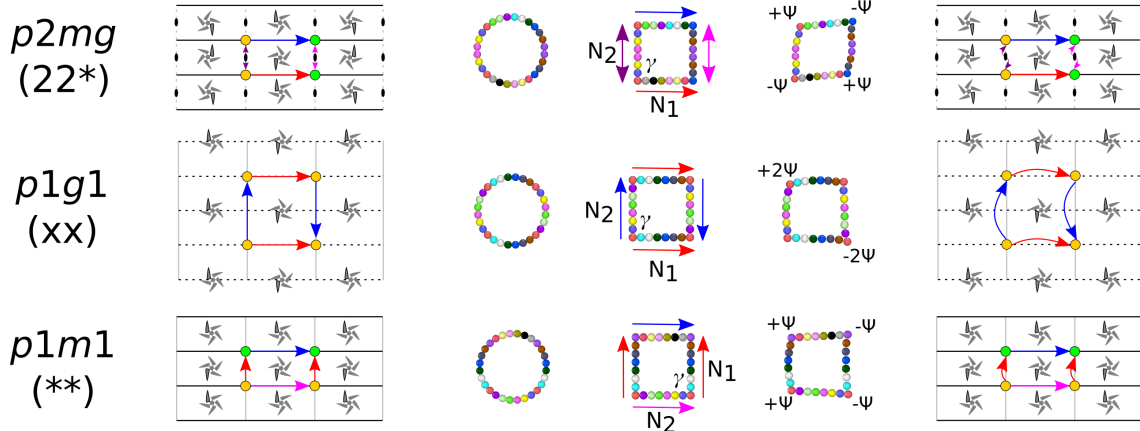 p2mg
(22*)
N2
γ
N1
+Ψ
-Ψ
-Ψ
+Ψ
p1g1
(xx)
N2
γ
N1
+2Ψ
-2Ψ
p1m1
(**)
γ
N1
N2
+Ψ
-Ψ
+Ψ
-Ψ